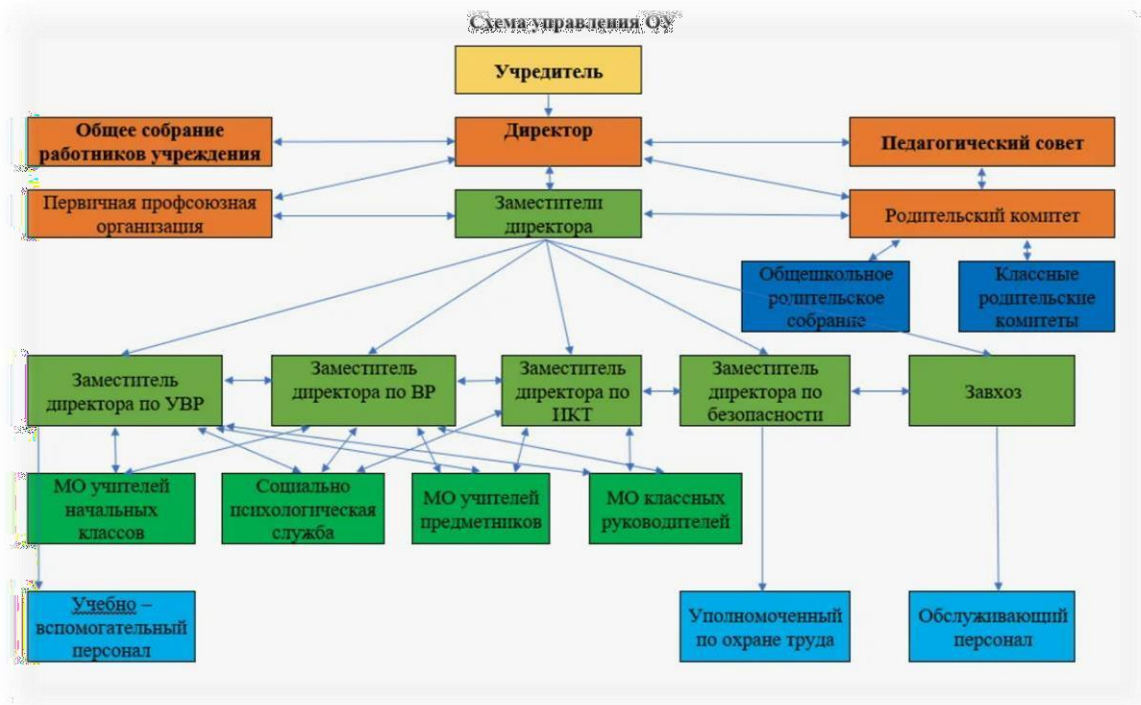 Схема управления ОУ
Учредитель
Общее собрание
работников учреждения
Директор
Педагогический совет
Первичная профсоюзная
организация
Заместители
директора
Родительский комитет
Общешкольное
родительское
собрание
Классные
родительские
комитеты
Заместитель
директора по УВР
Заместитель
директора по ВР
Заместитель
директора по
ИКТ
Заместитель
директора по
безопасности
Завхоз
МО учителей
начальных
классов
Социально
психологическая
служба
МО учителей
предметников
МО классных
руководителей
Учебно –
вспомогательный
персонал
Уполномоченный
по охране труда
Обслуживающий
персонал